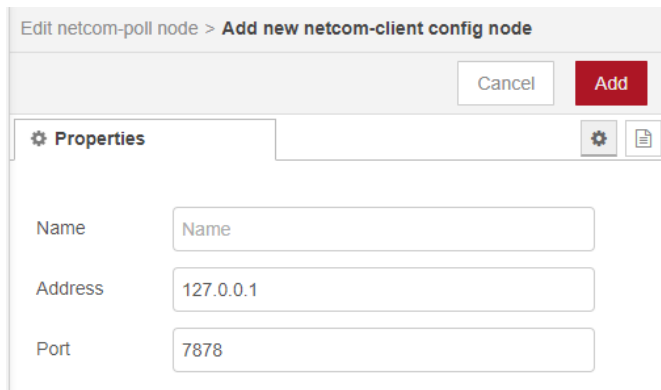 Edit netcom-poll node > Add new netcom-client config node
Cancel Add
Properties
Name Name
Address 127.0.0.1
Port 7878